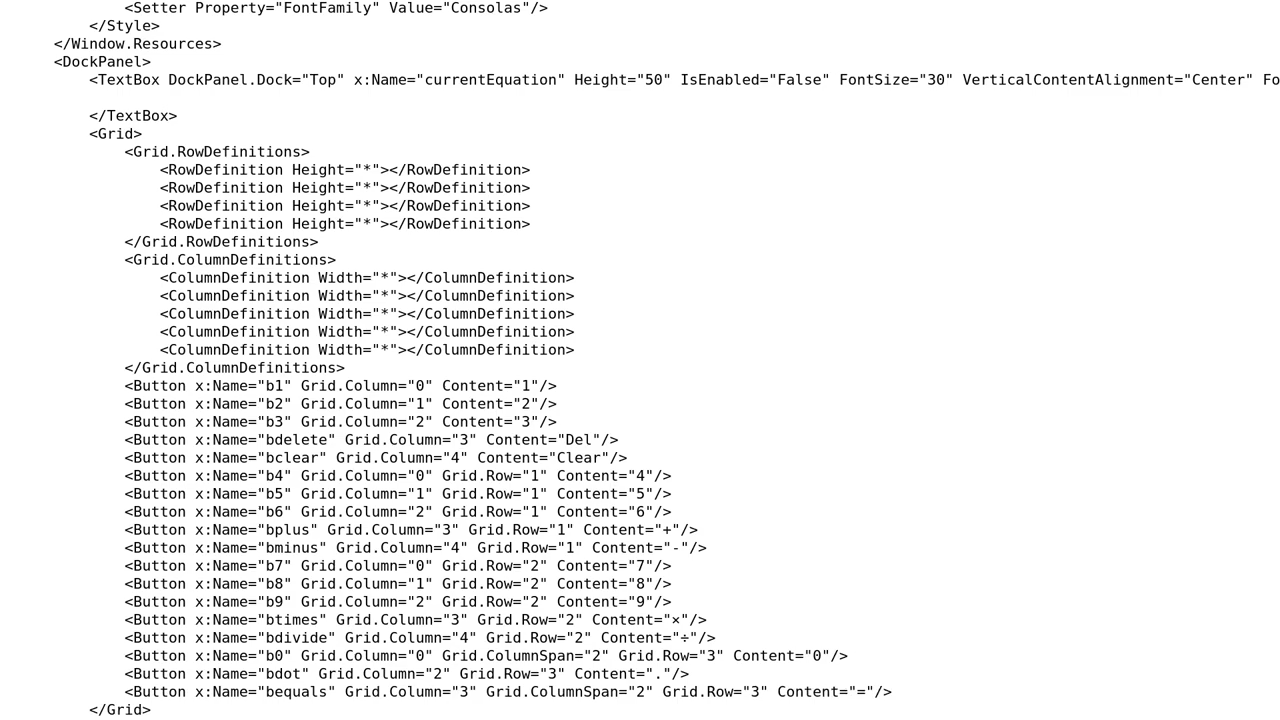 <Setter Property="FontFamily" Value="Consolas"/>
</Style>
</Window.Resources>
<DockPanel>
<TextBox DockPanel.Dock="Top" x:Name="currentEquation" Height="50" IsEnabled="False" FontSize="30" VerticalContentAlignment="Center" Fo
</TextBox>
<Grid>
<Grid.RowDefinitions>
<RowDefinition Height="*"></RowDefinition>
<RowDefinition Height="*"></RowDefinition>
<RowDefinition Height="*"></RowDefinition>
<RowDefinition Height="*"></RowDefinition>
</Grid.RowDefinitions>
<Grid.ColumnDefinitions>
<ColumnDefinition Width="*"></ColumnDefinition>
<ColumnDefinition Width="*"></ColumnDefinition>
<ColumnDefinition Width="*"></ColumnDefinition>
<ColumnDefinition Width="*"></ColumnDefinition>
<ColumnDefinition Width="*"></ColumnDefinition>
</Grid.ColumnDefinitions>
<Button x:Name="b1" Grid.Column="0" Content="1"/>
<Button x:Name="b2" Grid.Column="1" Content="2"/>
<Button x:Name="b3" Grid.Column="2" Content="3"/>
<Button x:Name="bdelete" Grid.Column="3" Content="Del"/>
<Button x:Name="bclear" Grid.Column="4" Content="Clear"/>
<Button x:Name="b4" Grid.Column="0" Grid.Row="1" Content="4"/>
<Button x:Name="b5" Grid.Column="1" Grid.Row="1" Content="5"/>
<Button x:Name="b6" Grid.Column="2" Grid.Row="1" Content="6"/>
<Button x:Name="bplus" Grid.Column="3" Grid.Row="1" Content="+"/>
<Button x:Name="bminus" Grid.Column="4" Grid.Row="1" Content="-"/>
<Button x:Name="b7" Grid.Column="0" Grid.Row="2" Content="7"/>
<Button x:Name="b8" Grid.Column="1" Grid.Row="2" Content="8"/>
<Button x:Name="b9" Grid.Column="2" Grid.Row="2" Content="9"/>
<Button x:Name="btimes" Grid.Column="3" Grid.Row="2" Content="×"/>
<Button x:Name="bdivide" Grid.Column="4" Grid.Row="2" Content="÷"/>
<Button x:Name="b0" Grid.Column="0" Grid.ColumnSpan="2" Grid.Row="3" Content="0"/>
<Button x:Name="bdot" Grid.Column="2" Grid.Row="3" Content="."/>
<Button x:Name="bequals" Grid.Column="3" Grid.ColumnSpan="2" Grid.Row="3" Content="="/>
</Grid>